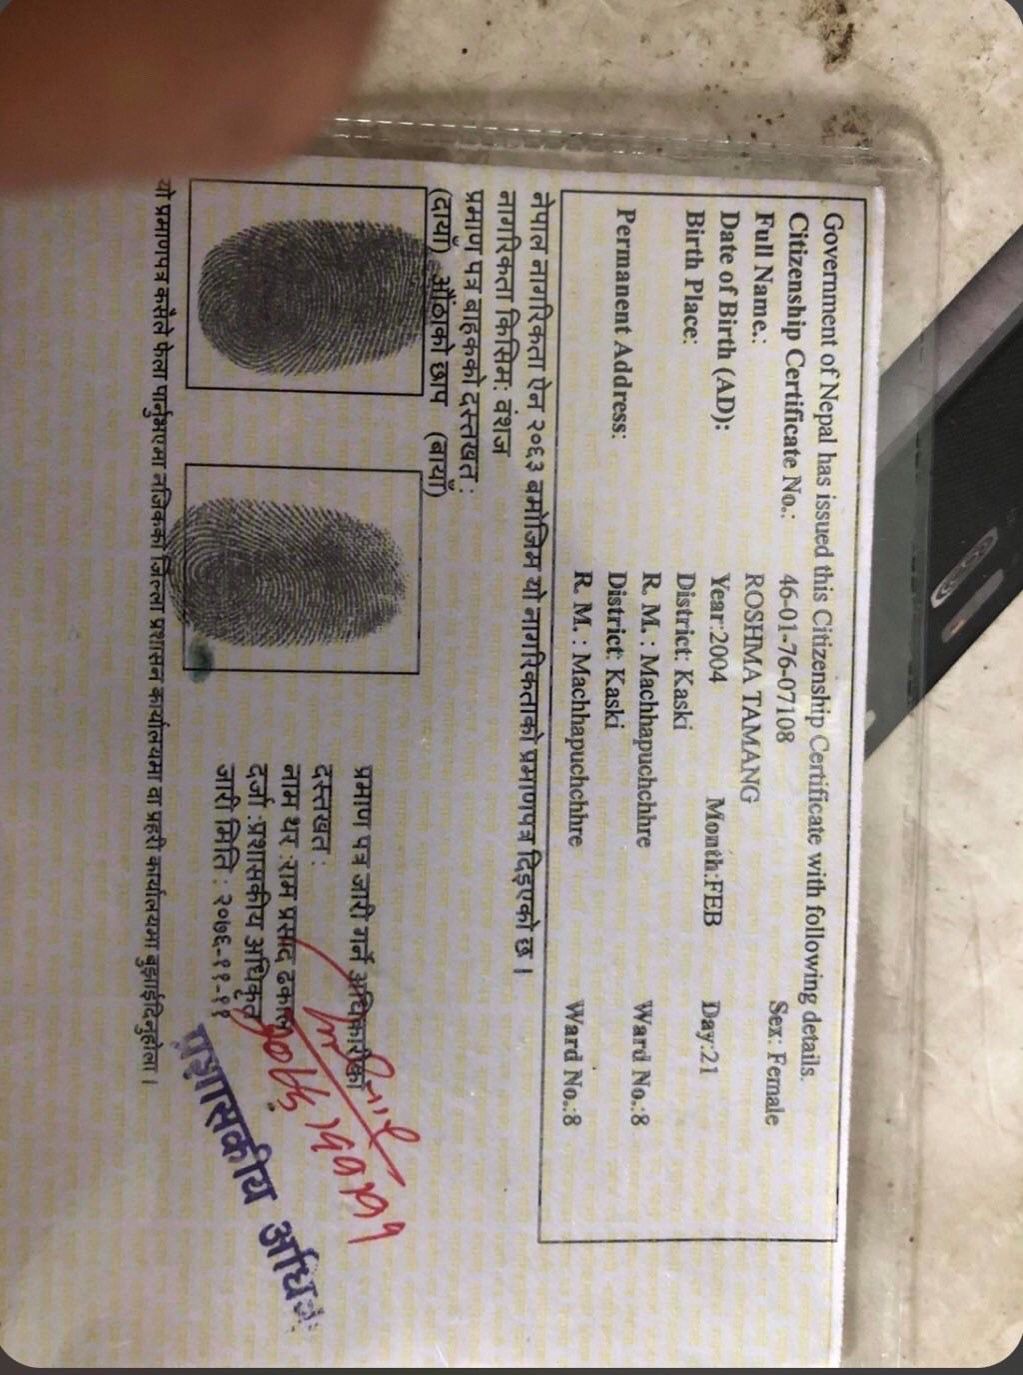 Government of Nepal has issued this Citizenship Certificate with following details.
Citizenship Certificate No.: 46-01-76-07108 Sex: Female
Full Name.: ROSHMA TAMANG
Date of Birth (AD): Year:2004 Month:FEB Day:21
Birth Place: District: Kaski
R. M. : Machhapuchchhre Ward No.:8
Permanent Address: District: Kaski
R. M. : Machhapuchchhre Ward No.:8
नेपाल नागरिकता ऐन २०६३ बमोजिम यो नागरिकताको प्रमाणपत्र दिइएको छ ।
नागरिकता किसिम: वंशज
प्रमाण पत्र बाहकको दस्तखत:
(दायाँ) औंठाको छाप (बायाँ)
प्रमाण पत्र जारी गर्ने अधिकारीको
दस्तखत :
नाम थर :राम प्रसाद ढकाल
दर्जा :प्रशासकीय अधिकृत
जारी मिति : २०७६-११-११
प्रशासकीय
यो प्रमाणपत्र कसैले फेला पार्नुभएमा नजिकको जिल्ला प्रशासन कार्यालयमा वा प्रहरी कार्यालयमा बुझाईदिनुहोला ।